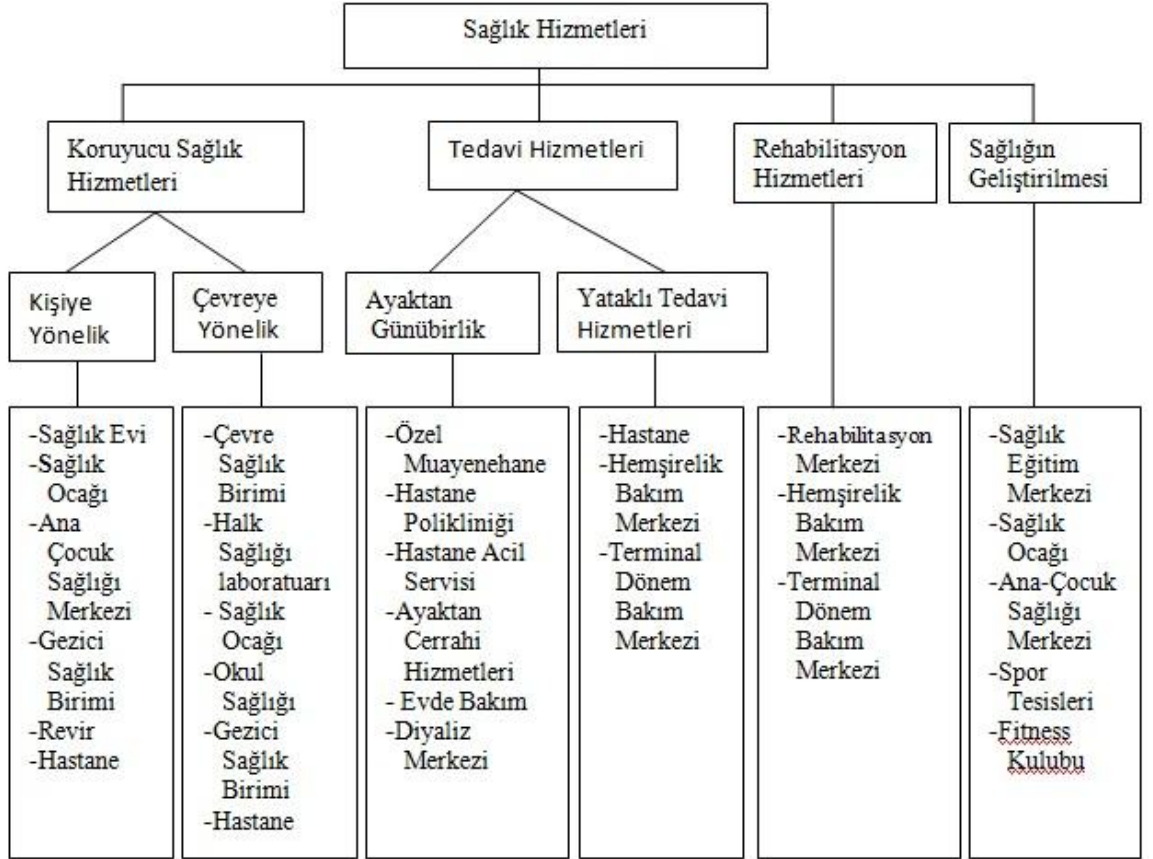 Sağlık Hizmetleri
Koruyucu Sağlık
Hizmetleri
Tedavi Hizmetleri
Rehabilitasyon
Hizmetleri
Sağlığın
Geliştirilmesi
Kişiye
Yönelik
Çevreye
Yönelik
Ayaktan
Günübirlik
Yataklı Tedavi
Hizmetleri
-Sağlık Evi
-Sağlık
Ocağı
-Ana
Çocuk
Sağlığı
Merkezi
-Gezici
Sağlık
Birimi
-Revir
-Hastane
-Çevre
Sağlık
Birimi
-Halk
Sağlığı
laboratuarı
- Sağlık
Ocağı
-Okul
Sağlığı
-Gezici
Sağlık
Birimi
-Hastane
-Özel
Muayenehane
-Hastane
Polikliniği
-Hastane Acil
Servisi
-Ayaktan
Cerrahi
Hizmetleri
- Evde Bakım
-Diyaliz
Merkezi
-Hastane
-Hemşirelik
Bakım
Merkezi
-Terminal
Dönem
Bakım
Merkezi
-Rehabilitasyon
Merkezi
-Hemşirelik
Bakım
Merkezi
-Terminal
Dönem
Bakım
Merkezi
-Sağlık
Eğitim
Merkezi
-Sağlık
Ocağı
-Ana-Çocuk
Sağlığı
Merkezi
-Spor
Tesisleri
-Fitness
Kulubu